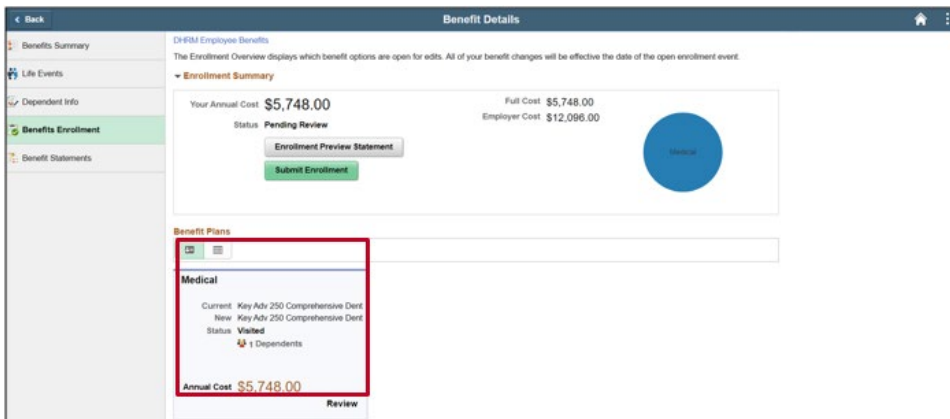 Back
Benefit Details
Benefits Summary
Life Events
Dependent Info
Benefits Enrollment
Benefit Statements
DHRM Employee Benefits
The Enrollment Overview displays which benefit options are open for edits. All of your benefit changes will be effective the date of the open enrollment event.
Enrollment Summary
Your Annual Cost $5,748.00
Status Pending Review
Enrollment Preview Statement
Submit Enrollment
Full Cost $5,748.00
Employer Cost $12,096.00
Medical
Benefit Plans
Medical
Current Key Adv 250 Comprehensive Dent
New Key Adv 250 Comprehensive Dent
Status Visited
1 Dependents
Annual Cost $5,748.00
Review